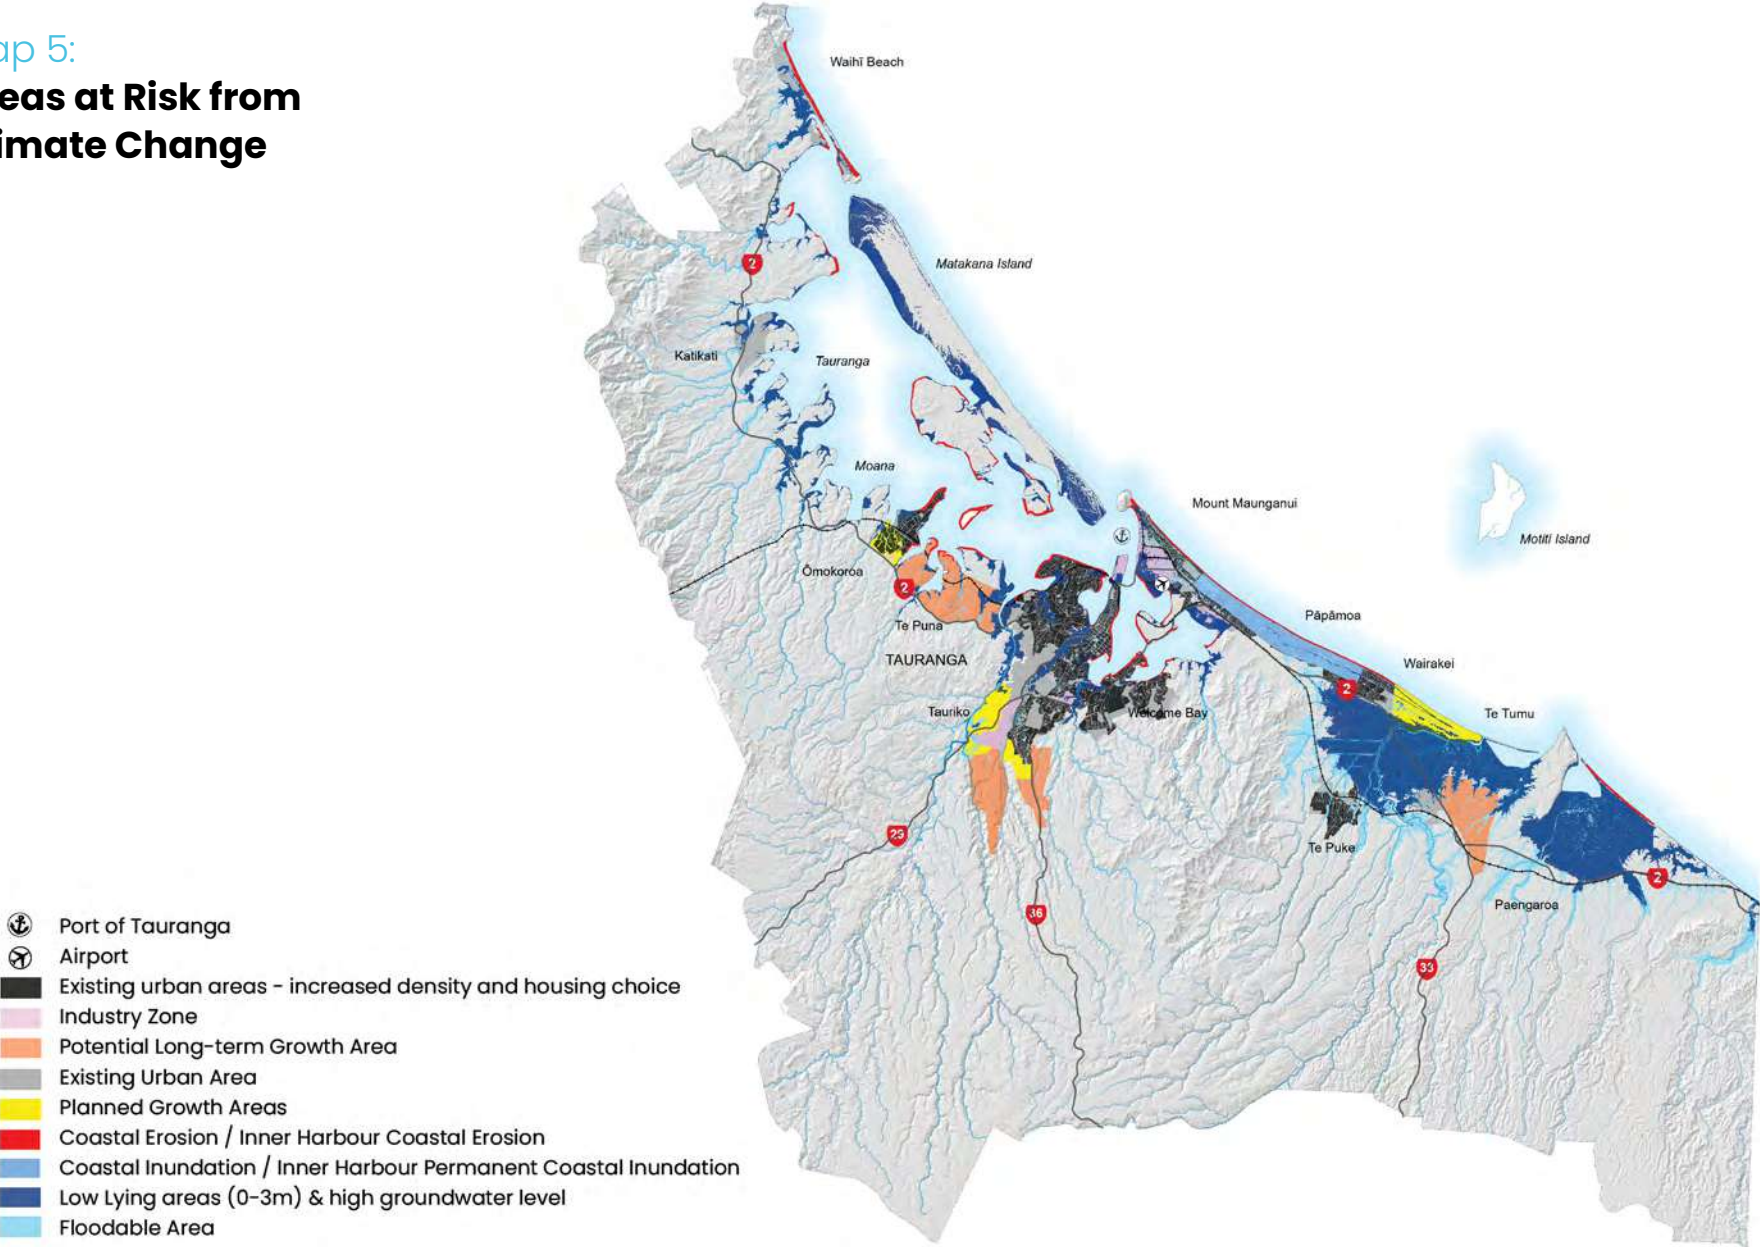 ap 5:
eas at Risk from
imate Change
Waihī Beach
Matakana Island
2
Katikati
Tauranga
Moana
Mount Maunganui
Motiti Island
Ōmokoroa
2
Te Puna
Pāpāmoa
TAURANGA
Wairakei
2
Tauriko
Welcome Bay
Te Tumu
29
Te Puke
2
Paengaroa
36
33
Port of Tauranga
Airport
Existing urban areas - increased density and housing choice
Industry Zone
Potential Long-term Growth Area
Existing Urban Area
Planned Growth Areas
Coastal Erosion / Inner Harbour Coastal Erosion
Coastal Inundation / Inner Harbour Permanent Coastal Inundation
Low Lying areas (0-3m) & high groundwater level
Floodable Area